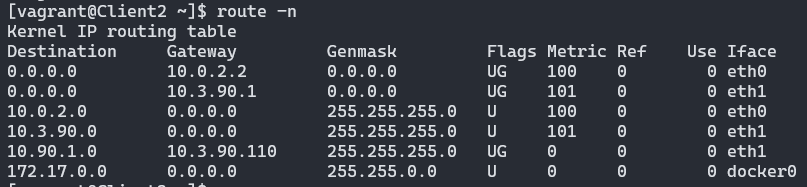 [vagrant@Client2 ~]$ route -n
Kernel IP routing table
Destination     Gateway         Genmask         Flags Metric Ref    Use Iface
0.0.0.0         10.0.2.2        0.0.0.0         UG    100    0        0 eth0
0.0.0.0         10.3.90.1       0.0.0.0         UG    101    0        0 eth1
10.0.2.0        0.0.0.0         255.255.255.0   U     100    0        0 eth0
10.3.90.0       0.0.0.0         255.255.255.0   U     101    0        0 eth1
10.90.1.0       10.3.90.110     255.255.255.0   UG    0      0        0 eth1
172.17.0.0      0.0.0.0         255.255.0.0     U     0      0        0 docker0